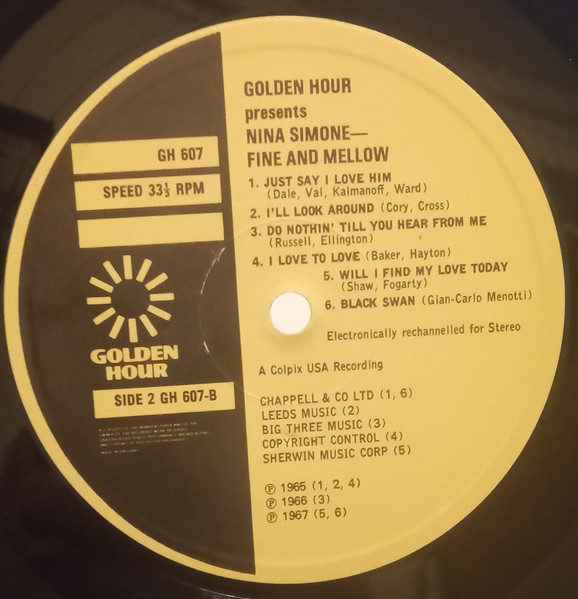 GOLDEN HOUR
presents
NINA SIMONE—
FINE AND MELLOW
1. JUST SAY I LOVE HIM
(Dale, Val, Kalmanoff, Ward)
2. I'LL LOOK AROUND (Cory, Cross)
3. DO NOTHIN' TILL YOU HEAR FROM ME
(Russell, Ellington)
4. I LOVE TO LOVE (Baker, Hayton)
5. WILL I FIND MY LOVE TODAY
(Shaw, Fogarty)
6. BLACK SWAN (Gian-Carlo Menotti)
Electronically rechannelled for Stereo
A Colpix USA Recording
CHAPPELL & CO LTD (1, 6)
LEEDS MUSIC (2)
BIG THREE MUSIC (3)
COPYRIGHT CONTROL (4)
SHERWIN MUSIC CORP (5)
℗ 1965 (1, 2, 4)
℗ 1966 (3)
℗ 1967 (5, 6)
GH 607
SPEED 33⅓ RPM
GOLDEN
HOUR
SIDE 2 GH 607-B